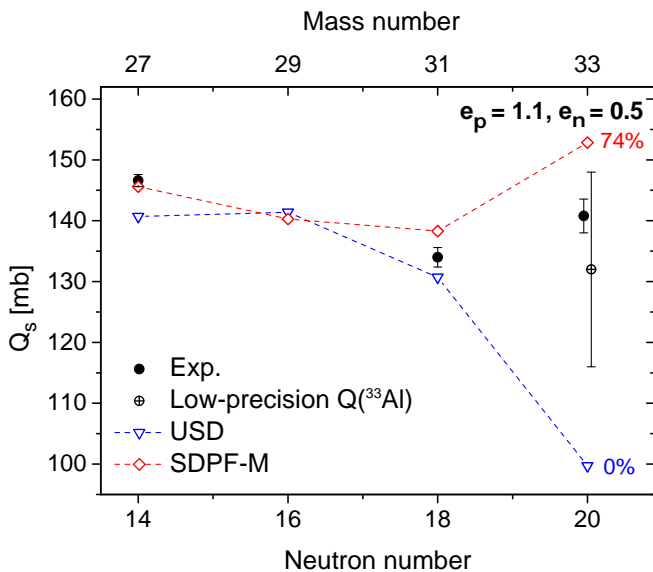 Mass number
27 29 31 33
160
150
140
130
120
110
100
Q_s [mb]
e_p = 1.1, e_n = 0.5
74%
0%
Exp.
Low-precision Q(³³Al)
USD
SDPF-M
14 16 18 20
Neutron number